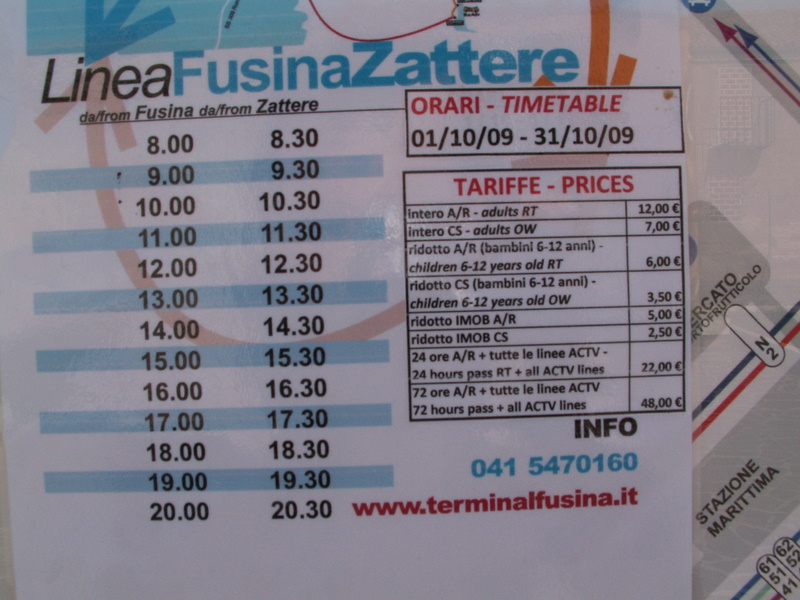 LineaFusinaZattere
da/from Fusina da/from Zattere
8.00 8.30
9.00 9.30
10.00 10.30
11.00 11.30
12.00 12.30
13.00 13.30
14.00 14.30
15.00 15.30
16.00 16.30
17.00 17.30
18.00 18.30
19.00 19.30
20.00 20.30
ORARI - TIMETABLE
01/10/09 - 31/10/09
TARIFFE - PRICES
intero A/R - adults RT 12,00 €
intero CS - adults OW 7,00 €
ridotto A/R (bambini 6-12 anni) -
children 6-12 years old RT 6,00 €
ridotto CS (bambini 6-12 anni) -
children 6-12 years old OW 3,50 €
ridotto IMOB A/R 5,00 €
ridotto IMOB CS 2,50 €
24 ore A/R + tutte le linee ACTV -
24 hours pass RT + all ACTV lines 22,00 €
72 ore A/R + tutte le linee ACTV
72 hours pass + all ACTV lines 48,00 €
INFO
041 5470160
www.terminalfusina.it
N2
STAZIONE
MARITTIMA
61 62
51 52
41